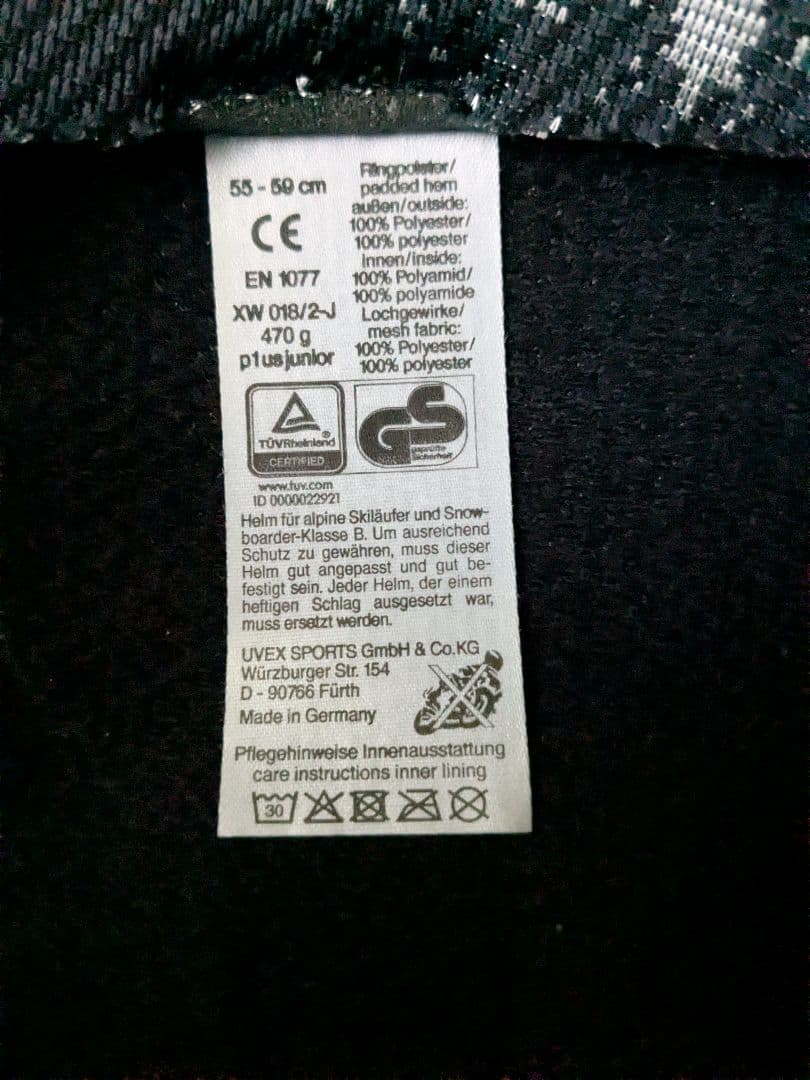 55 - 59 cm
CE
EN 1077
XW 018/2-J
470 g
p1us junior
Ringpolster/
padded hem
außen/outside:
100% Polyester/
100% polyester
Innen/inside:
100% Polyamid/
100% polyamide
Lochgewirke/
mesh fabric:
100% Polyester/
100% polyester
TÜVRheinland
®
CERTIFIED
GS
geprüfte
Sicherheit
www.tuv.com
ID 0000022921
Helm für alpine Skiläufer und Snow-
boarder-Klasse B. Um ausreichend
Schutz zu gewähren, muss dieser
Helm gut angepasst und gut be-
festigt sein. Jeder Helm, der einem
heftigen Schlag ausgesetzt war,
muss ersetzt werden.
UVEX SPORTS GmbH & Co.KG
Würzburger Str. 154
D - 90766 Fürth
Made in Germany
Pflegehinweise Innenausstattung
care instructions inner lining
30